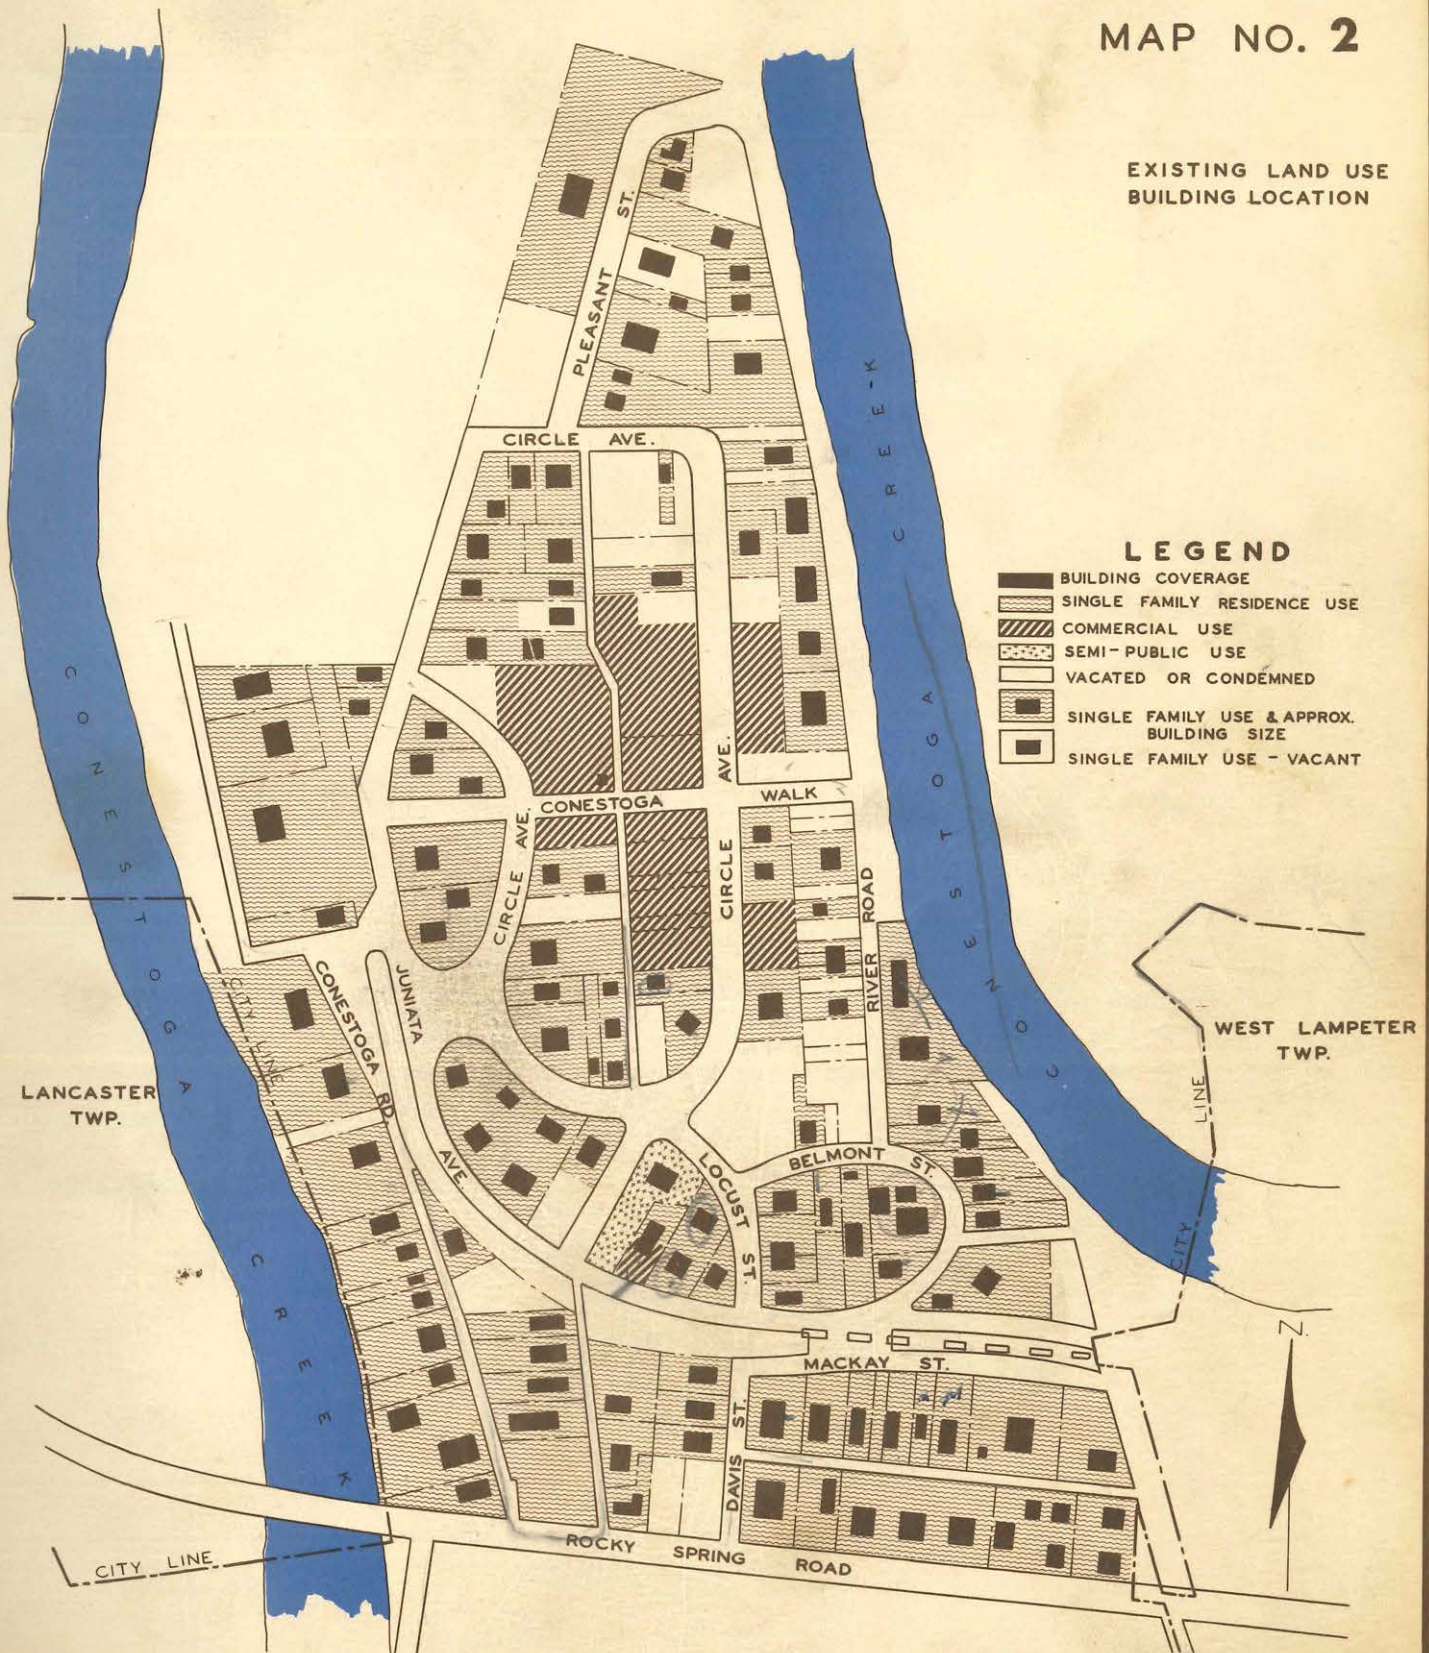 MAP NO. 2
EXISTING LAND USE
BUILDING LOCATION
PLEASANT ST.
CIRCLE AVE.
CONESTOGA CREEK
LEGEND
BUILDING COVERAGE
SINGLE FAMILY RESIDENCE USE
COMMERCIAL USE
SEMI-PUBLIC USE
VACATED OR CONDEMNED
SINGLE FAMILY USE & APPROX.
BUILDING SIZE
SINGLE FAMILY USE - VACANT
CONESTOGA CREEK
CIRCLE AVE.
CONESTOGA WALK
CIRCLE AVE.
RIVER ROAD
CONESTOGA RD.
JUNIATA AVE.
CITY LINE
LANCASTER
TWP.
WEST LAMPETER
TWP.
CITY LINE
LOCUST ST.
BELMONT ST.
MACKAY ST.
DAVIS ST.
ROCKY SPRING ROAD
CITY LINE
N